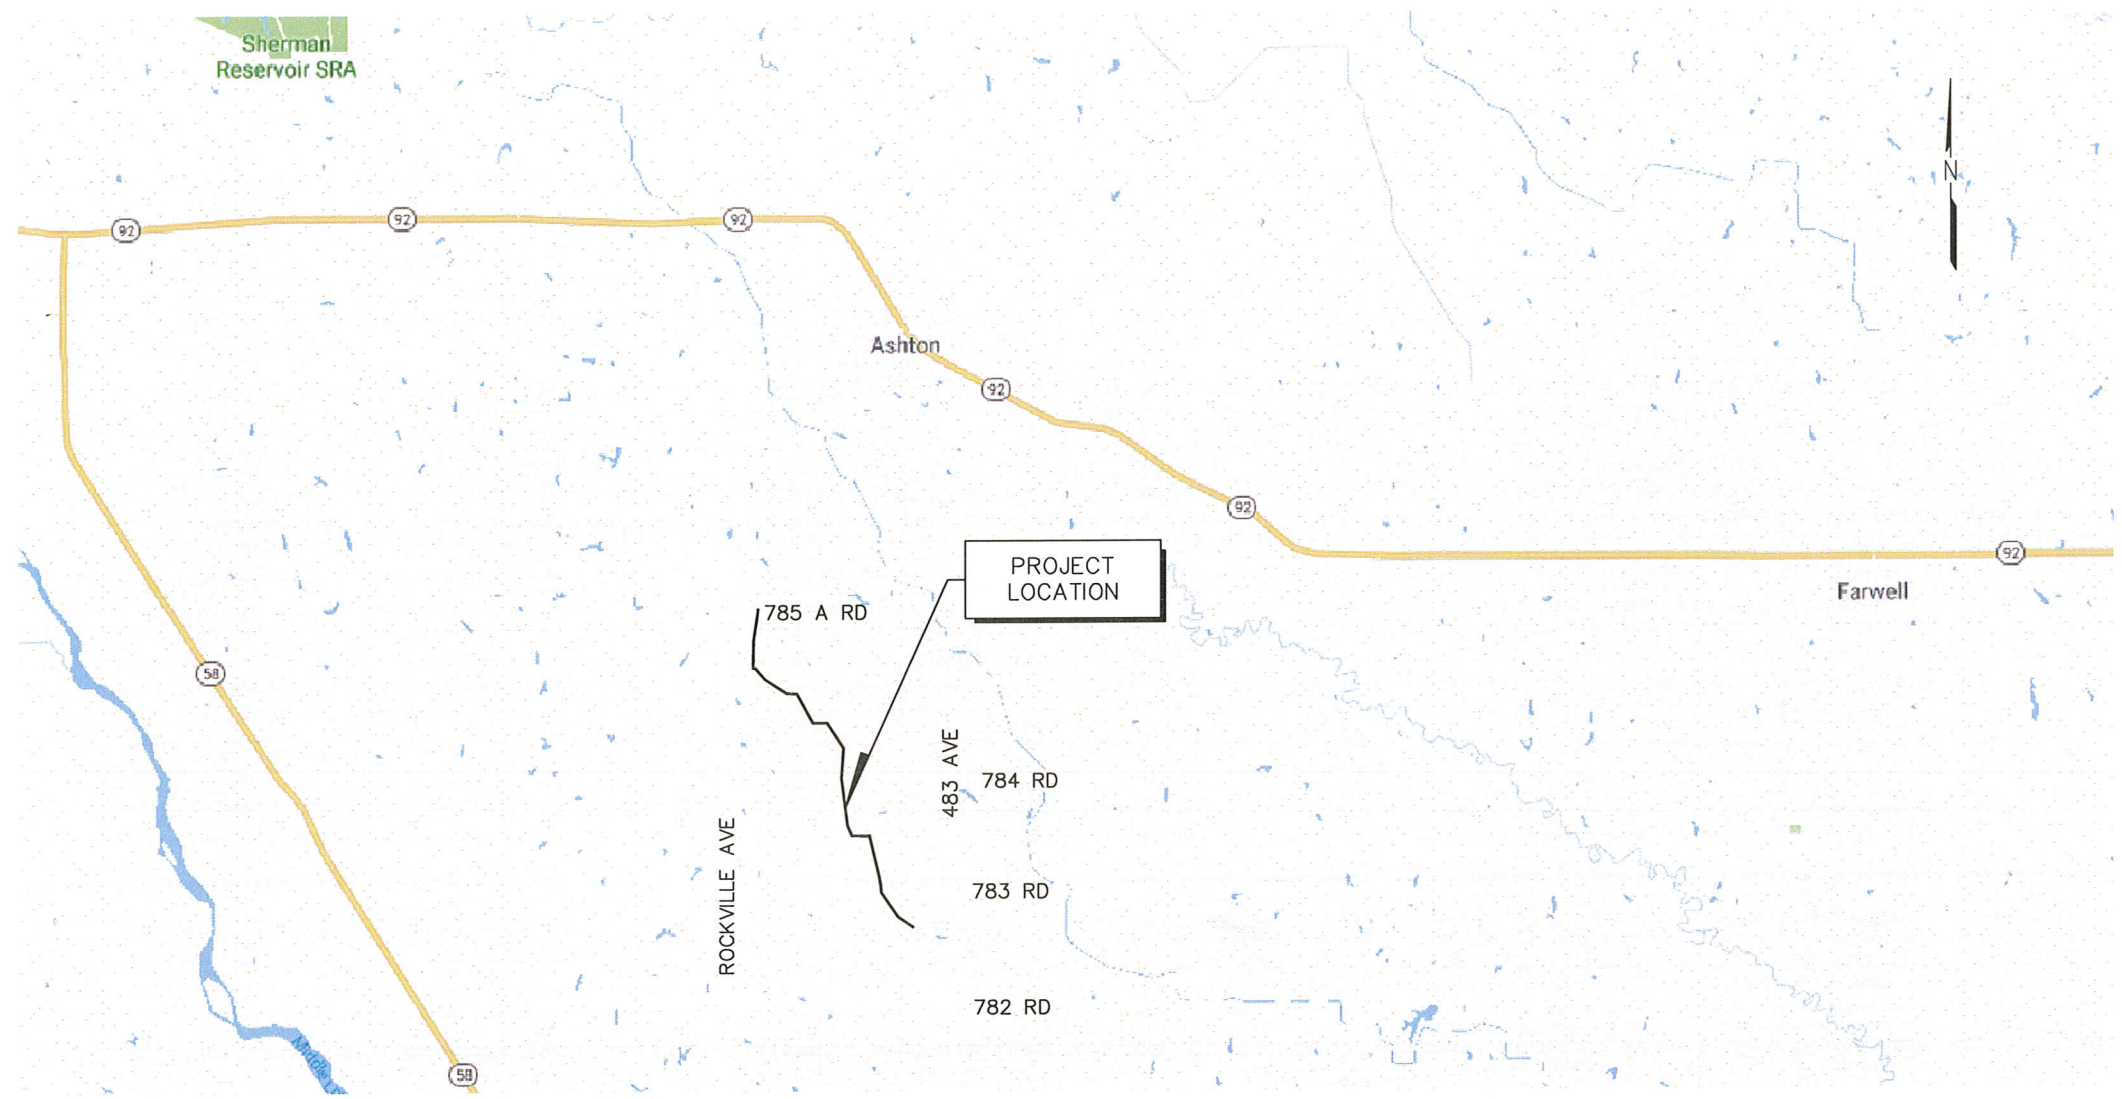 Sherman
Reservoir SRA
N
92
92
92
Ashton
92
92
92
PROJECT
LOCATION
Farwell
785 A RD
58
483 AVE
784 RD
ROCKVILLE AVE
783 RD
782 RD
58